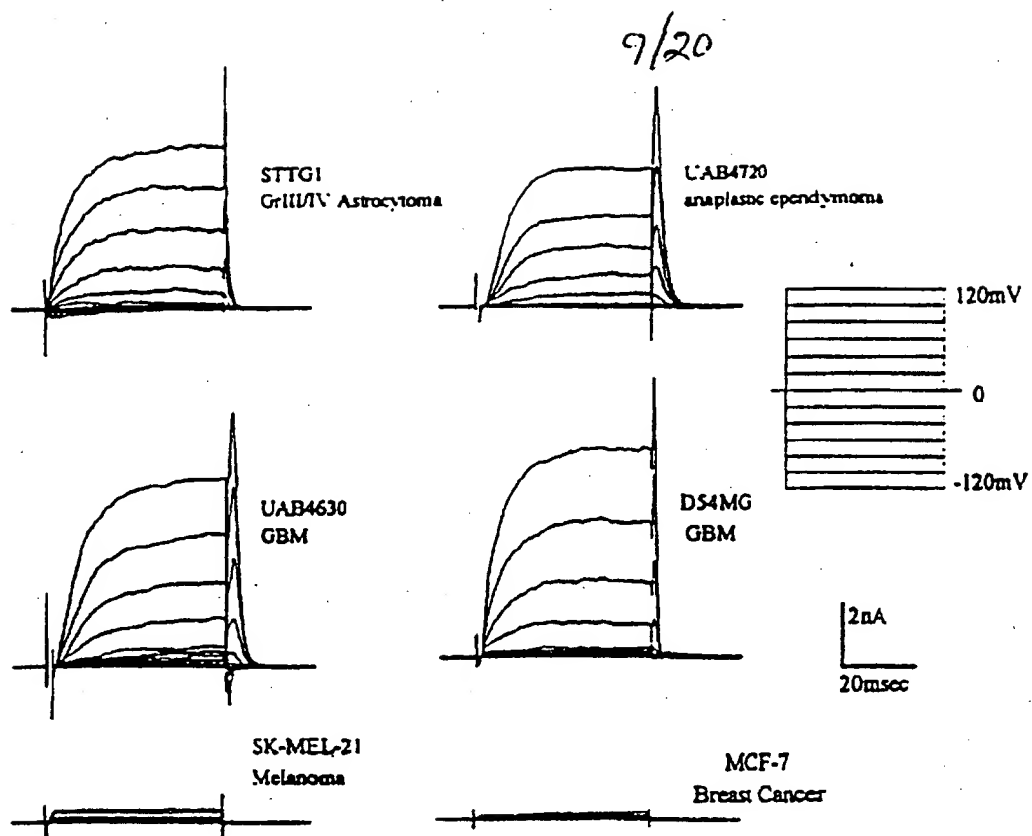 9/20
STTG1
GrIII/IV Astrocytoma
UAB4720
anaplastic ependymoma
120mV
0
-120mV
UAB4630
GBM
D54MG
GBM
2nA
20msec
SK-MEL-21
Melanoma
MCF-7
Breast Cancer